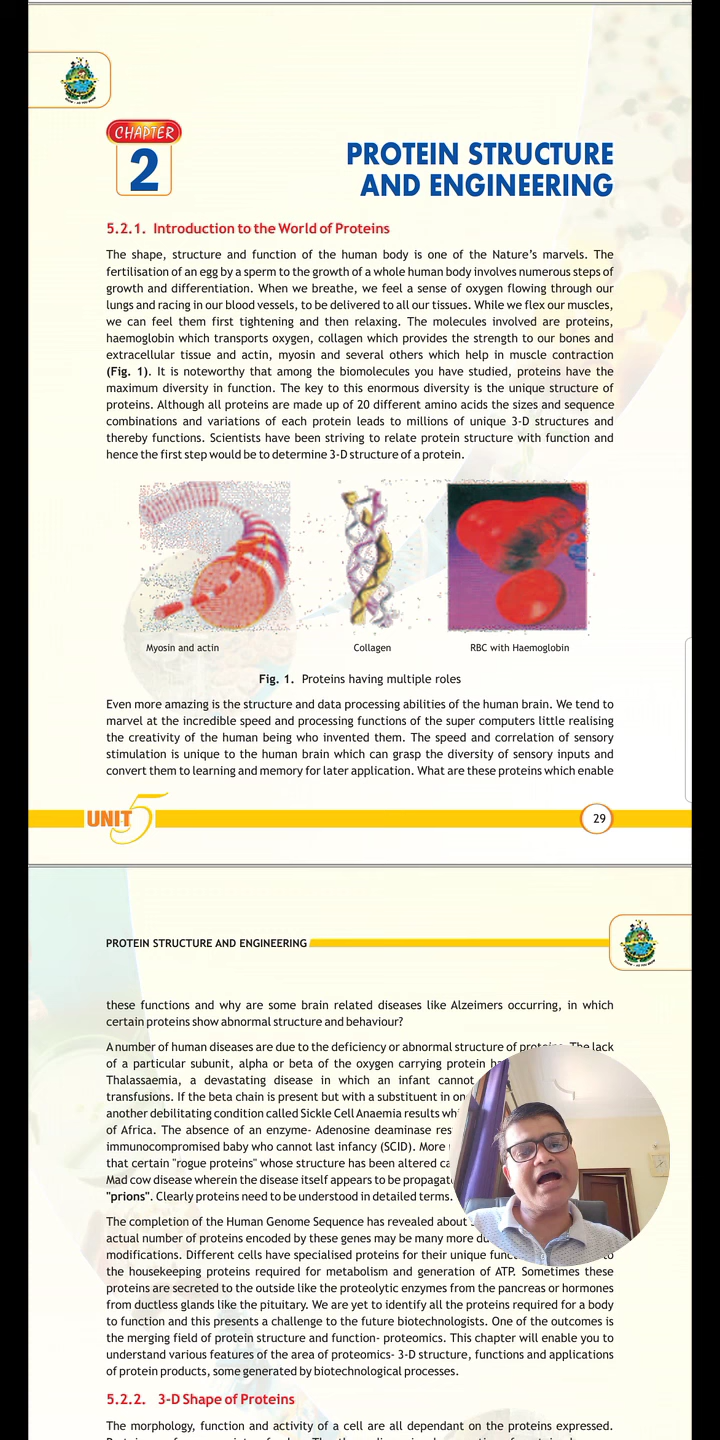 CHAPTER
2
PROTEIN STRUCTURE
AND ENGINEERING
5.2.1. Introduction to the World of Proteins
The shape, structure and function of the human body is one of the Nature's marvels. The
fertilisation of an egg by a sperm to the growth of a whole human body involves numerous steps of
growth and differentiation. When we breathe, we feel a sense of oxygen flowing through our
lungs and racing in our blood vessels, to be delivered to all our tissues. While we flex our muscles,
we can feel them first tightening and then relaxing. The molecules involved are proteins,
haemoglobin which transports oxygen, collagen which provides the strength to our bones and
extracellular tissue and actin, myosin and several others which help in muscle contraction
(Fig. 1). It is noteworthy that among the biomolecules you have studied, proteins have the
maximum diversity in function. The key to this enormous diversity is the unique structure of
proteins. Although all proteins are made up of 20 different amino acids the sizes and sequence
combinations and variations of each protein leads to millions of unique 3-D structures and
thereby functions. Scientists have been striving to relate protein structure with function and
hence the first step would be to determine 3-D structure of a protein.
Myosin and actin
Collagen
RBC with Haemoglobin
Fig. 1. Proteins having multiple roles
Even more amazing is the structure and data processing abilities of the human brain. We tend to
marvel at the incredible speed and processing functions of the super computers little realising
the creativity of the human being who invented them. The speed and correlation of sensory
stimulation is unique to the human brain which can grasp the diversity of sensory inputs and
convert them to learning and memory for later application. What are these proteins which enable
UNIT 5
29
PROTEIN STRUCTURE AND ENGINEERING
these functions and why are some brain related diseases like Alzeimers occurring, in which
certain proteins show abnormal structure and behaviour?
A number of human diseases are due to the deficiency or abnormal structure of The lack
of a particular subunit, alpha or beta of the oxygen carrying protein
Thalassaemia, a devastating disease in which an infant cannot
transfusions. If the beta chain is present but with a substituent in
another debilitating condition called Sickle Cell Anaemia results
of Africa. The absence of an enzyme- Adenosine deaminase
immunocompromised baby who cannot last infancy (SCID). More
that certain "rogue proteins" whose structure has been altered
Mad cow disease wherein the disease itself appears to be
"prions". Clearly proteins need to be understood in detailed terms.
The completion of the Human Genome Sequence has revealed about
actual number of proteins encoded by these genes may be many more
modifications. Different cells have specialised proteins for their unique
the housekeeping proteins required for metabolism and generation of ATP. Sometimes these
proteins are secreted to the outside like the proteolytic enzymes from the pancreas or hormones
from ductless glands like the pituitary. We are yet to identify all the proteins required for a body
to function and this presents a challenge to the future biotechnologists. One of the outcomes is
the merging field of protein structure and function- proteomics. This chapter will enable you to
understand various features of the area of proteomics- 3-D structure, functions and applications
of protein products, some generated by biotechnological processes.
5.2.2. 3-D Shape of Proteins
The morphology, function and activity of a cell are all dependant on the proteins expressed.